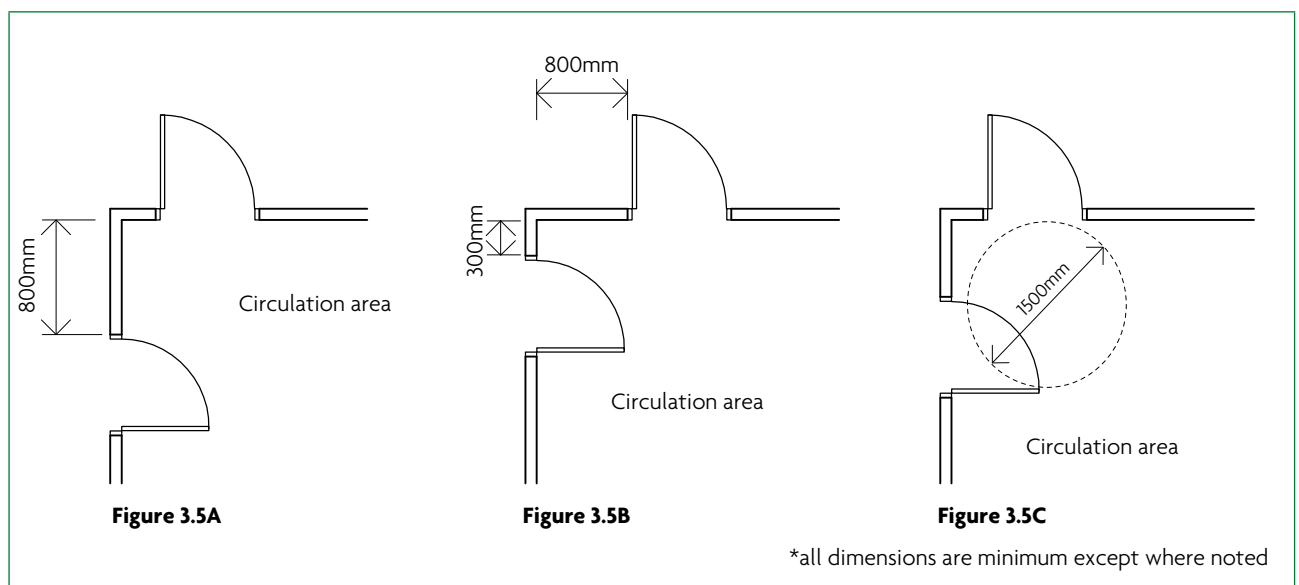 800mm
Circulation area
Figure 3.5A
800mm
300mm
Circulation area
Figure 3.5B
1500mm
Circulation area
Figure 3.5C
*all dimensions are minimum except where noted